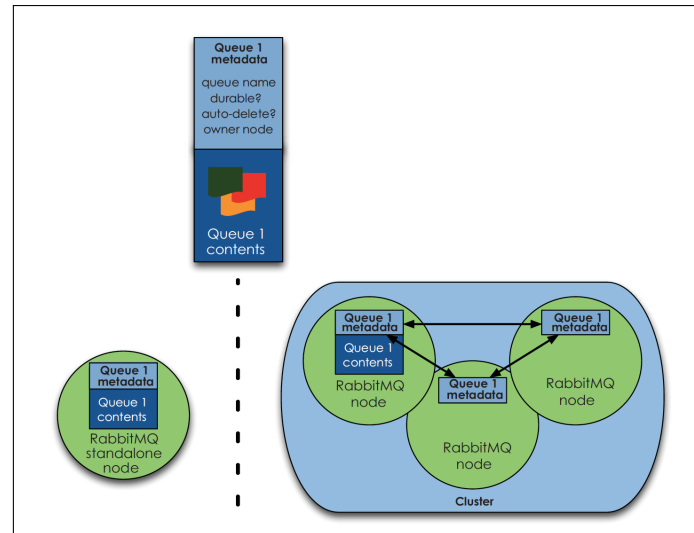 Queue 1
metadata
queue name
durable?
auto-delete?
owner node
Queue 1
contents
Queue 1
metadata
Queue 1
contents
RabbitMQ
standalone
node
Queue 1
metadata
Queue 1
contents
RabbitMQ
node
Queue 1
metadata
RabbitMQ
node
Queue 1
metadata
RabbitMQ
node
Cluster